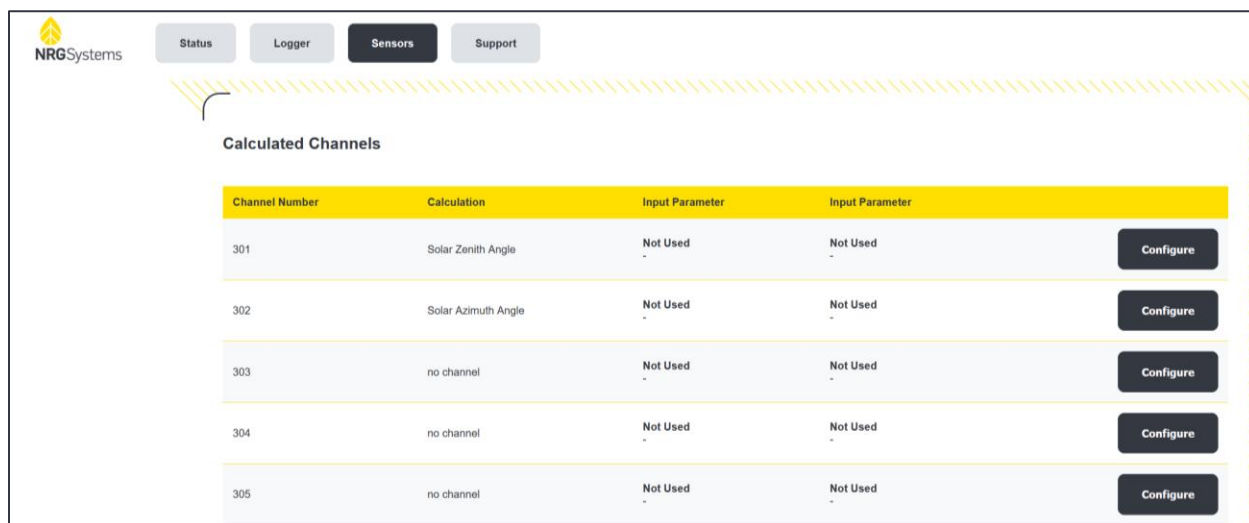 NRGSystems
Status Logger Sensors Support
Calculated Channels
Channel Number Calculation Input Parameter Input Parameter
301 Solar Zenith Angle Not Used Not Used Configure
- -
302 Solar Azimuth Angle Not Used Not Used Configure
- -
303 no channel Not Used Not Used Configure
- -
304 no channel Not Used Not Used Configure
- -
305 no channel Not Used Not Used Configure
- -